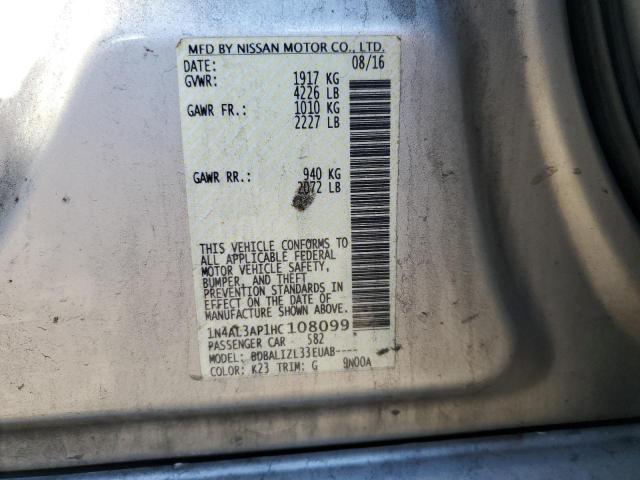 MFD BY NISSAN MOTOR CO., LTD.
DATE: 08/16
GVWR: 1917 KG
4226 LB
GAWR FR.: 1010 KG
2227 LB
GAWR RR.: 940 KG
2072 LB
THIS VEHICLE CONFORMS TO
ALL APPLICABLE FEDERAL
MOTOR VEHICLE SAFETY,
BUMPER, AND THEFT
PREVENTION STANDARDS IN
EFFECT ON THE DATE OF
MANUFACTURE SHOWN ABOVE.
1N4AL3AP1HC108099
PASSENGER CAR 582
MODEL: BDBALIZL33EUAB----
COLOR: K23 TRIM: G 9N00A